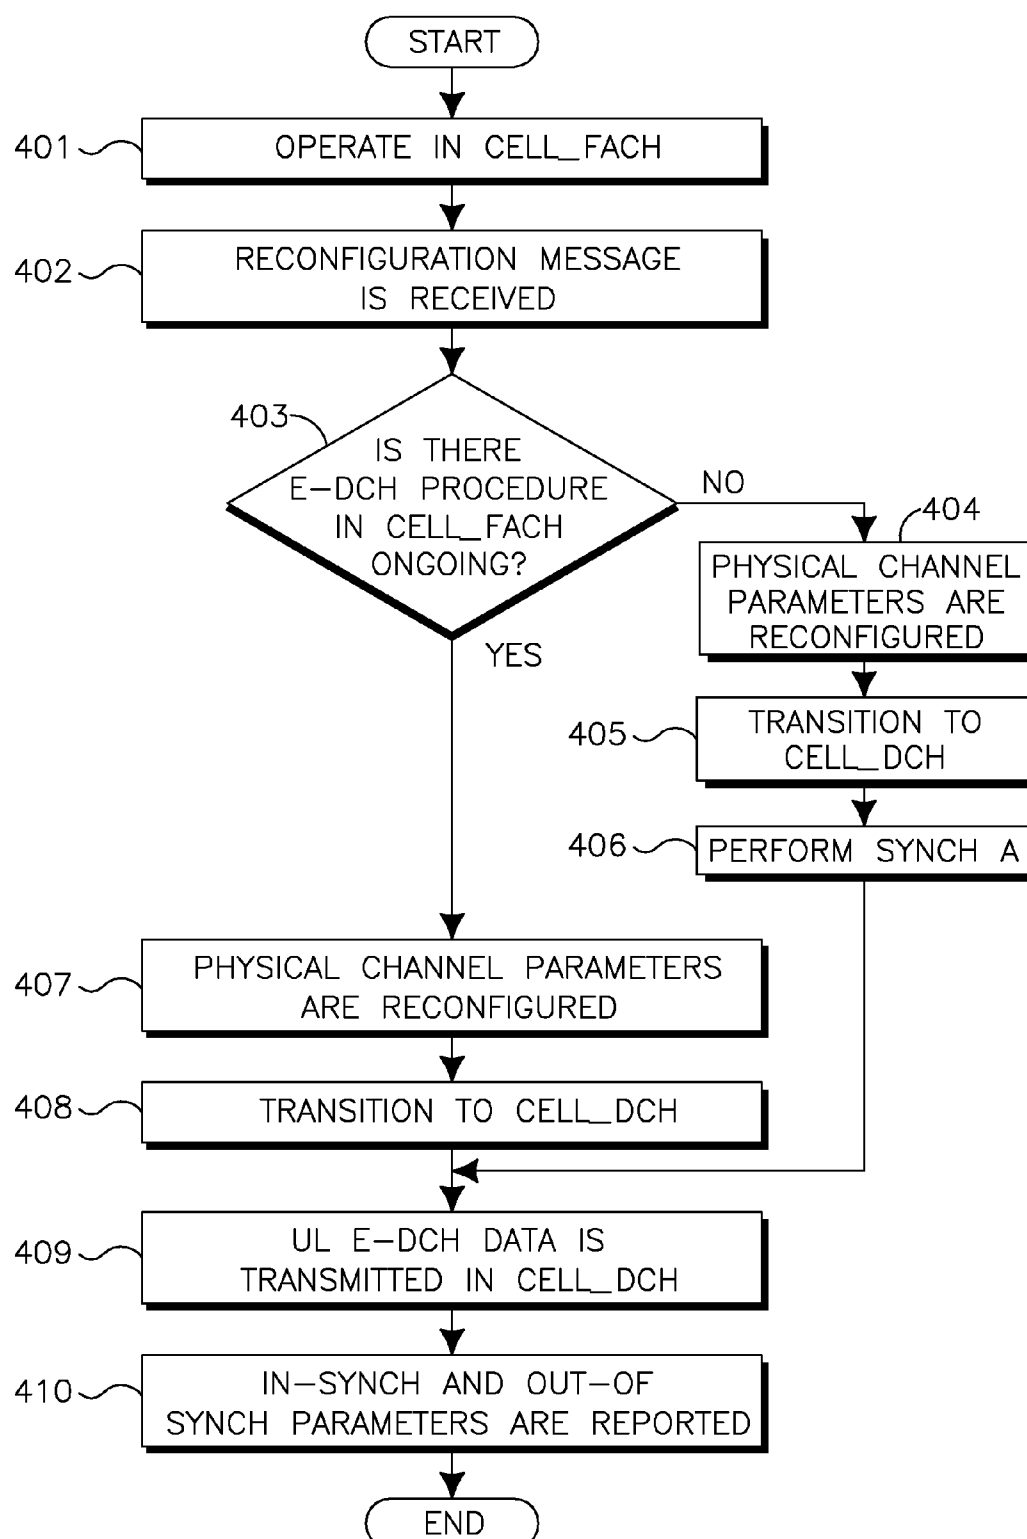 START
401
OPERATE IN CELL_FACH
402
RECONFIGURATION MESSAGE
IS RECEIVED
403
IS THERE
E-DCH PROCEDURE
IN CELL_FACH
ONGOING?
NO
YES
404
PHYSICAL CHANNEL
PARAMETERS ARE
RECONFIGURED
405
TRANSITION TO
CELL_DCH
406
PERFORM SYNCH A
407
PHYSICAL CHANNEL PARAMETERS
ARE RECONFIGURED
408
TRANSITION TO CELL_DCH
409
UL E-DCH DATA IS
TRANSMITTED IN CELL_DCH
410
IN-SYNCH AND OUT-OF
SYNCH PARAMETERS ARE REPORTED
END